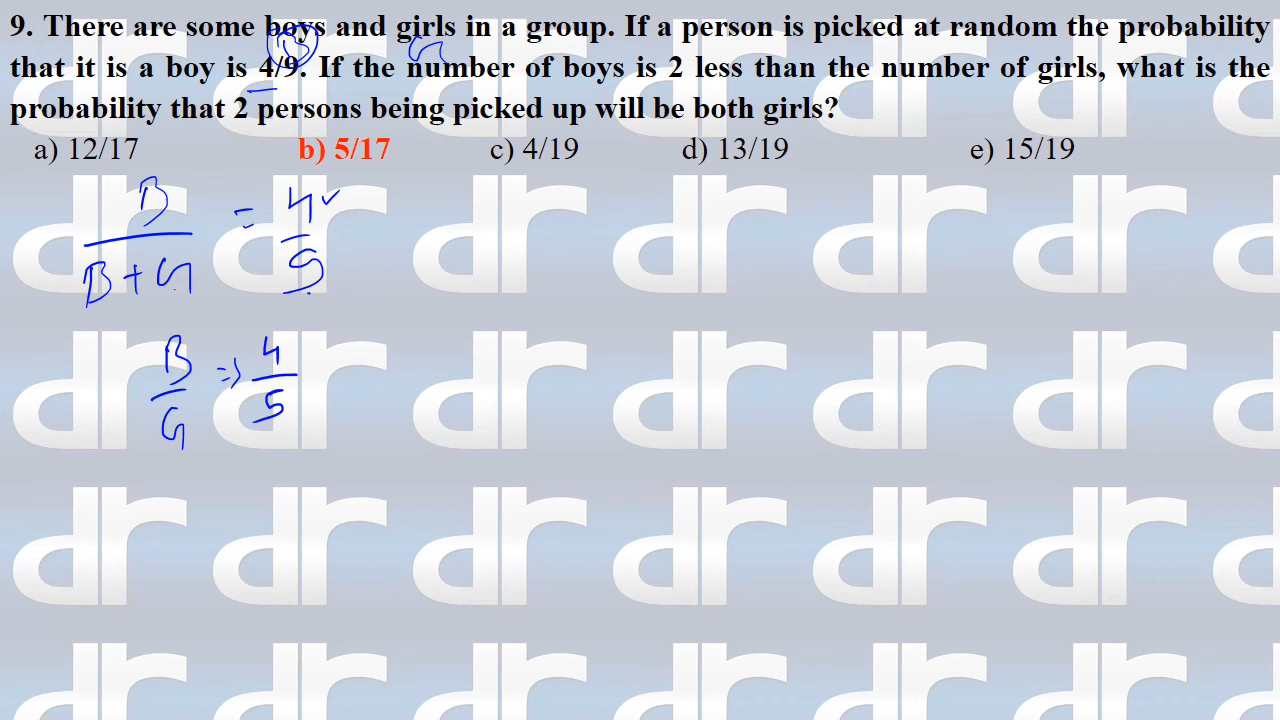 9. There are some boys and girls in a group. If a person is picked at random the probability
that it is a boy is 4/9. If the number of boys is 2 less than the number of girls, what is the
probability that 2 persons being picked up will be both girls?
a) 12/17 b) 5/17 c) 4/19 d) 13/19 e) 15/19
B
G
B = 4
B + G 9
B => 4
G 5
dr